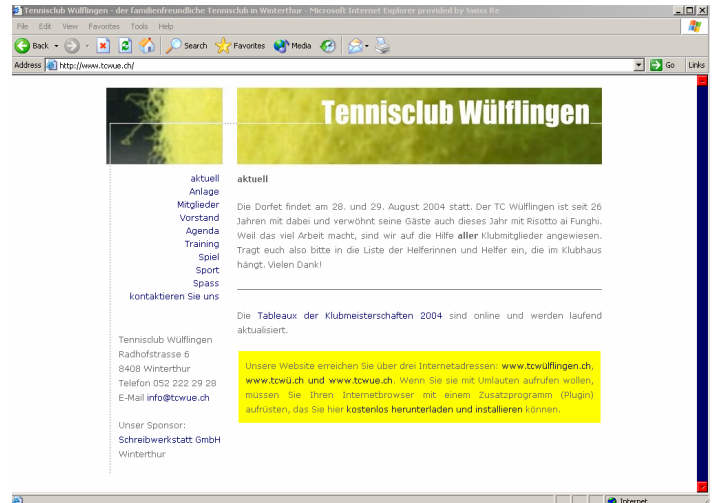 Tennisclub Wülflingen - der familienfreundliche Tennisclub in Winterthur - Microsoft Internet Explorer provided by Swiss Re
File Edit View Favorites Tools Help
Back Search Favorites Media
Address http://www.tcwue.ch/ Go Links
Tennisclub Wülflingen
aktuell
Anlage
Mitglieder
Vorstand
Agenda
Training
Spiel
Sport
Spass
kontaktieren Sie uns
Tennisclub Wülflingen
Radhofstrasse 6
8408 Winterthur
Telefon 052 222 29 28
E-Mail info@tcwue.ch
Unser Sponsor:
Schreibwerkstatt GmbH
Winterthur
aktuell
Die Dorfet findet am 28. und 29. August 2004 statt. Der TC Wülflingen ist seit 26
Jahren mit dabei und verwöhnt seine Gäste auch dieses Jahr mit Risotto ai Funghi.
Weil das viel Arbeit macht, sind wir auf die Hilfe aller Klubmitglieder angewiesen.
Tragt euch also bitte in die Liste der Helferinnen und Helfer ein, die im Klubhaus
hängt. Vielen Dank!
Die Tableaux der Klubmeisterschaften 2004 sind online und werden laufend
aktualisiert.
Unsere Website erreichen Sie über drei Internetadressen: www.tcwülflingen.ch,
www.tcwü.ch und www.tcwue.ch. Wenn Sie sie mit Umlauten aufrufen wollen,
müssen Sie Ihren Internetbrowser mit einem Zusatzprogramm (Plugin)
aufrüsten, das Sie hier kostenlos herunterladen und installieren können.
Internet